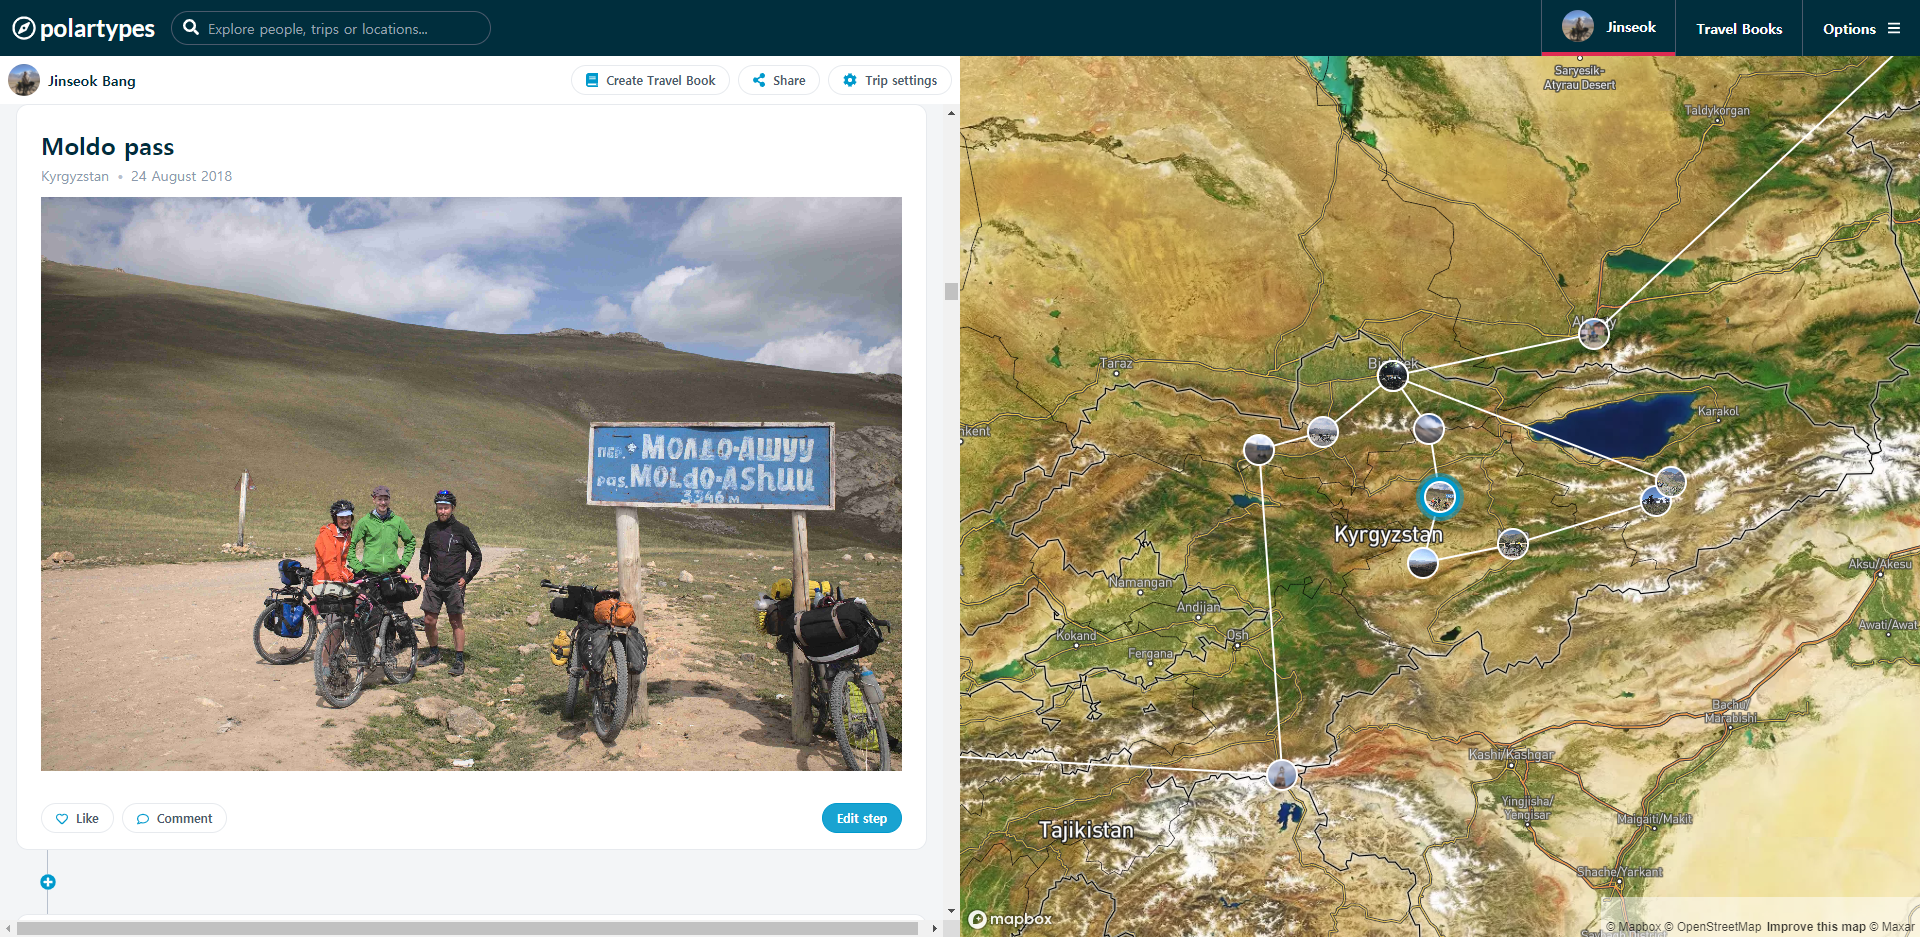 polartypes
Explore people, trips or locations...
Jinseok
Travel Books
Options
Jinseok Bang
Create Travel Book
Share
Trip settings
Moldo pass
Kyrgyzstan • 24 August 2018
ПЕР. МОЛДО-АШУУ
pas. MOLdo-AShuu
3346 м
Like
Comment
Edit step
Saryesik-
Atyrau Desert
Taldykorgan
Taraz
Karakol
Kyrgyzstan
Namangan
Andijan
Kokand
Osh
Fergana
Aksu/Akesu
Awati/Awat
Bachu/
Marabishi
Kashi/Kashgar
Yingjisha/
Yengisar
Maigaiti/Makit
Tajikistan
Shache/Yarkant
mapbox
© Mapbox © OpenStreetMap Improve this map © Maxar